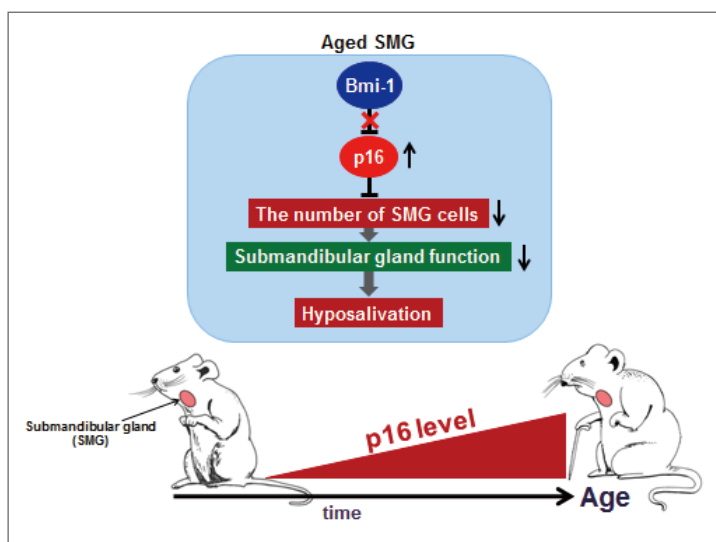 Aged SMG
Bmi-1
p16
The number of SMG cells
Submandibular gland function
Hyposalivation
Submandibular gland
(SMG)
p16 level
time
Age